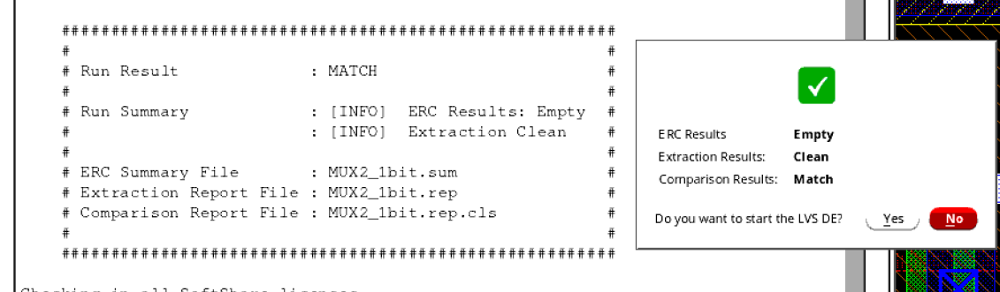 ########################################################
# #
# Run Result : MATCH #
# #
# Run Summary : [INFO] ERC Results: Empty #
# : [INFO] Extraction Clean #
# #
# ERC Summary File : MUX2_1bit.sum #
# Extraction Report File : MUX2_1bit.rep #
# Comparison Report File : MUX2_1bit.rep.cls #
# #
########################################################
Checking in all SoftShare licenses
ERC Results Empty
Extraction Results: Clean
Comparison Results: Match
Do you want to start the LVS DE? Yes No